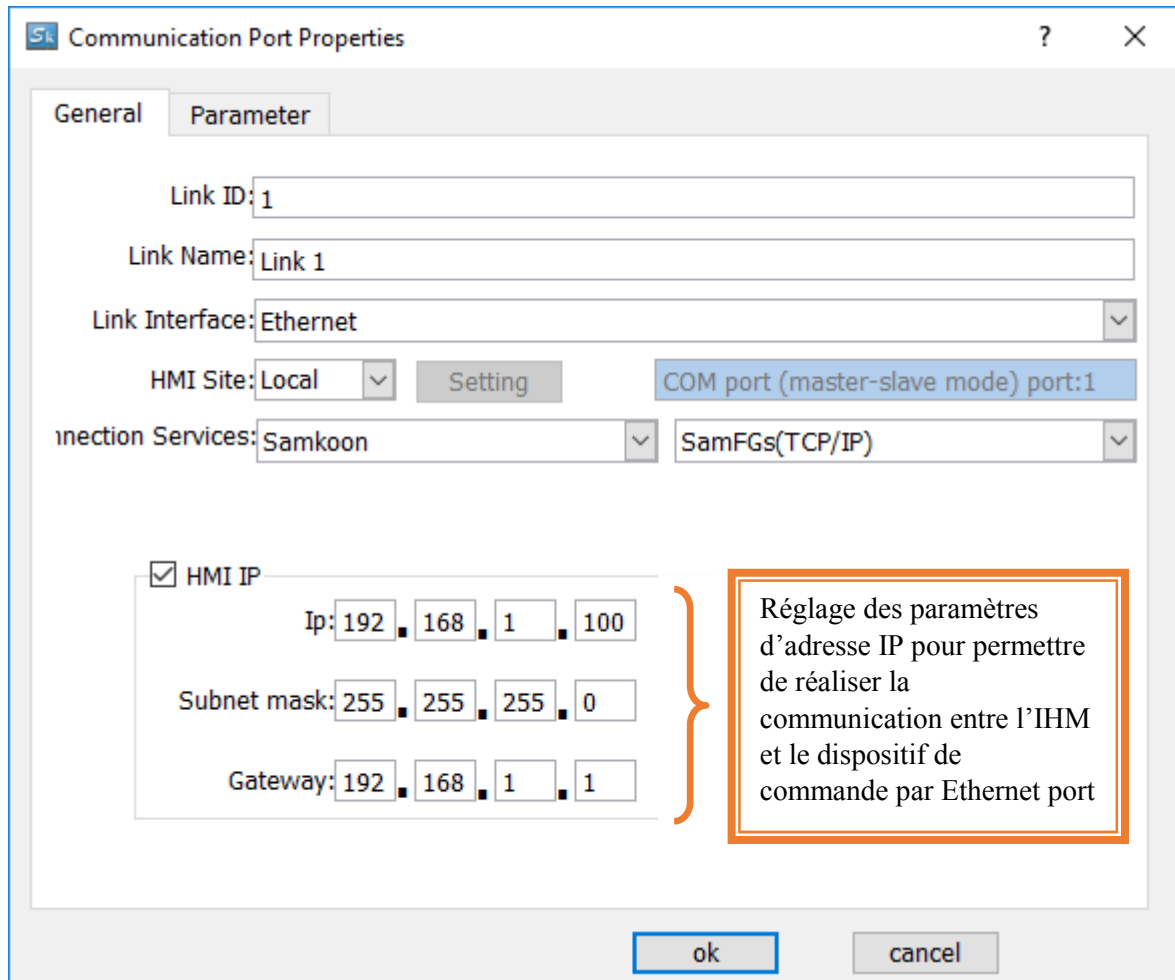 Sk Communication Port Properties ?
General Parameter
Link ID: 1
Link Name: Link 1
Link Interface: Ethernet
HMI Site: Local Setting COM port (master-slave mode) port:1
nnection Services: Samkoon SamFGs(TCP/IP)
HMI IP
Ip: 192 . 168 . 1 . 100
Subnet mask: 255 . 255 . 255 . 0
Gateway: 192 . 168 . 1 . 1
Réglage des paramètres
d’adresse IP pour permettre
de réaliser la
communication entre l’IHM
et le dispositif de
commande par Ethernet port
ok cancel